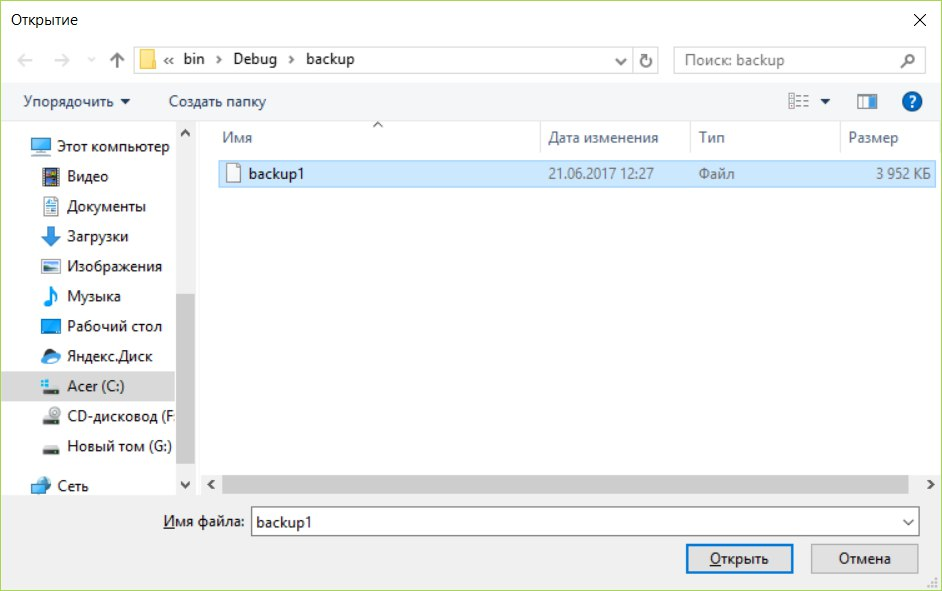 Открытие
« bin › Debug › backup
Поиск: backup
Упорядочить
Создать папку
?
Имя
Дата изменения
Тип
Размер
backup1
21.06.2017 12:27
Файл
3 952 КБ
Этот компьютер
Видео
Документы
Загрузки
Изображения
Музыка
Рабочий стол
Яндекс.Диск
Acer (C:)
CD-дисковод (F:
Новый том (G:)
Сеть
Имя файла:
backup1
Открыть
Отмена